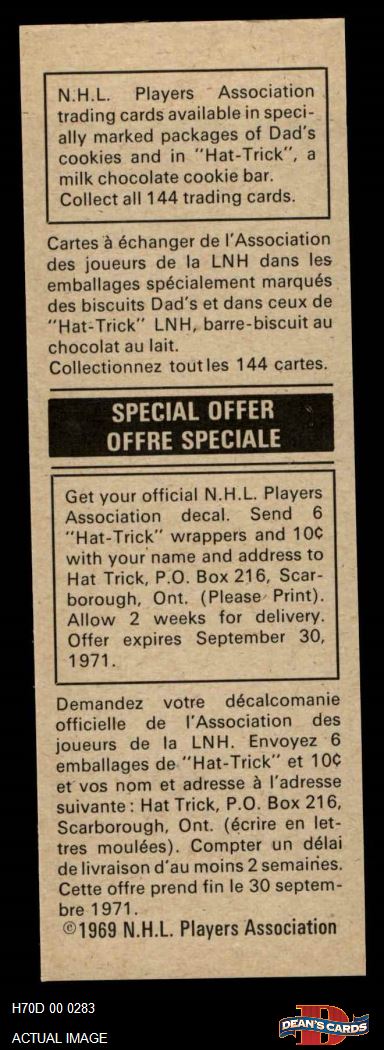 N.H.L. Players Association
trading cards available in speci-
ally marked packages of Dad's
cookies and in "Hat-Trick", a
milk chocolate cookie bar.
Collect all 144 trading cards.
Cartes à échanger de l'Association
des joueurs de la LNH dans les
emballages spécialement marqués
des biscuits Dad's et dans ceux de
"Hat-Trick" LNH, barre-biscuit au
chocolat au lait.
Collectionnez tout les 144 cartes.
SPECIAL OFFER
OFFRE SPECIALE
Get your official N.H.L. Players
Association decal. Send 6
"Hat-Trick" wrappers and 10¢
with your name and address to
Hat Trick, P.O. Box 216, Scar-
borough, Ont. (Please Print).
Allow 2 weeks for delivery.
Offer expires September 30,
1971.
Demandez votre décalcomanie
officielle de l'Association des
joueurs de la LNH. Envoyez 6
emballages de "Hat-Trick" et 10¢
et vos nom et adresse à l'adresse
suivante: Hat Trick, P.O. Box 216,
Scarborough, Ont. (écrire en let-
tres moulées). Compter un délai
de livraison d'au moins 2 semaines.
Cette offre prend fin le 30 septem-
bre 1971.
©1969 N.H.L. Players Association
H70D 00 0283
ACTUAL IMAGE
D
DEAN'S CARDS